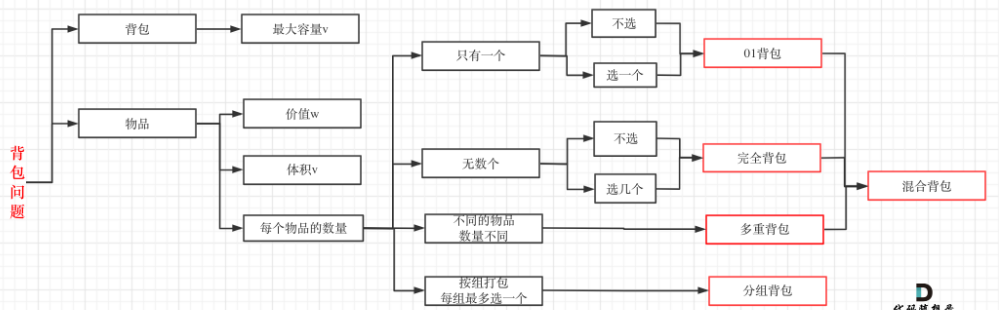 背包问题
背包
最大容量v
物品
价值w
体积v
每个物品的数量
只有一个
不选
选一个
01背包
无数个
不选
选几个
完全背包
不同的物品
数量不同
多重背包
按组打包
每组最多选一个
分组背包
混合背包